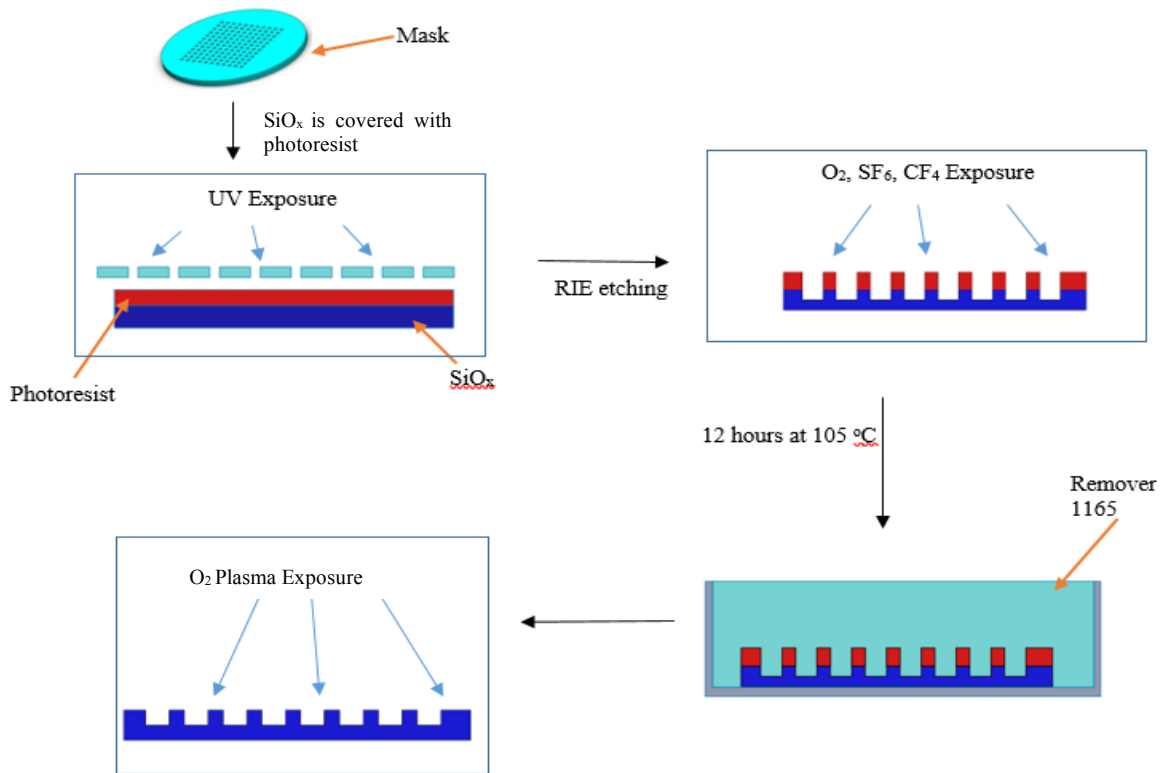 Mask
SiOₓ is covered with
photoresist
UV Exposure
Photoresist
SiOₓ
RIE etching
O₂, SF₆, CF₄ Exposure
12 hours at 105 °C
Remover
1165
O₂ Plasma Exposure